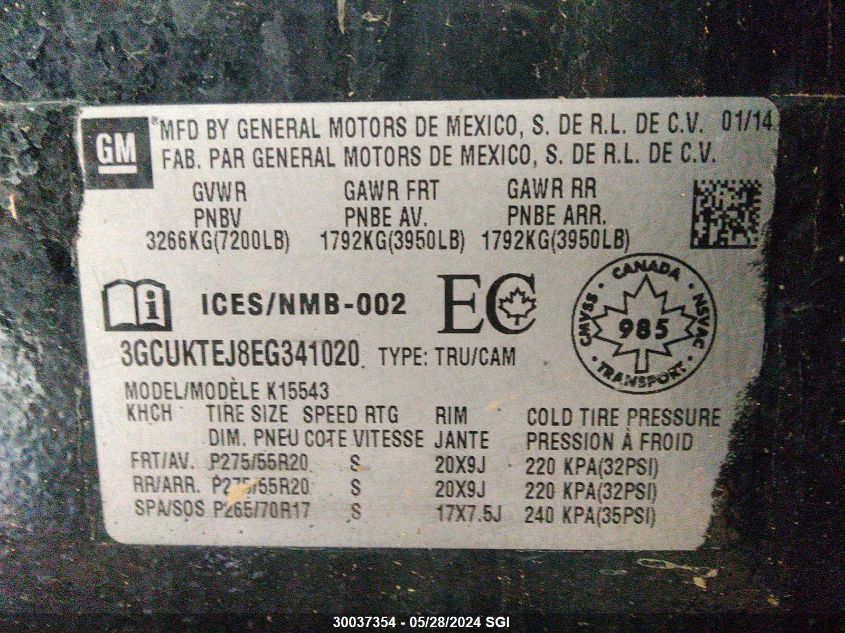 GM
®MFD BY GENERAL MOTORS DE MEXICO, S. DE R.L. DE C.V. 01/14
FAB. PAR GENERAL MOTORS DE MEXICO, S. DE R.L. DE C.V.
GVWR GAWR FRT GAWR RR
PNBV PNBE AV. PNBE ARR.
3266KG(7200LB) 1792KG(3950LB) 1792KG(3950LB)
i ICES/NMB-002 EC
CANADA
CMVSS 985 NSVAC
TRANSPORT
3GCUKTEJ8EG341020 TYPE: TRU/CAM
MODEL/MODÈLE K15543
KHCH TIRE SIZE SPEED RTG RIM COLD TIRE PRESSURE
DIM. PNEU COTE VITESSE JANTE PRESSION À FROID
FRT/AV. P275/55R20 S 20X9J 220 KPA(32PSI)
RR/ARR. P275/55R20 S 20X9J 220 KPA(32PSI)
SPA/SOS P265/70R17 S 17X7.5J 240 KPA(35PSI)
30037354 - 05/28/2024 SGI